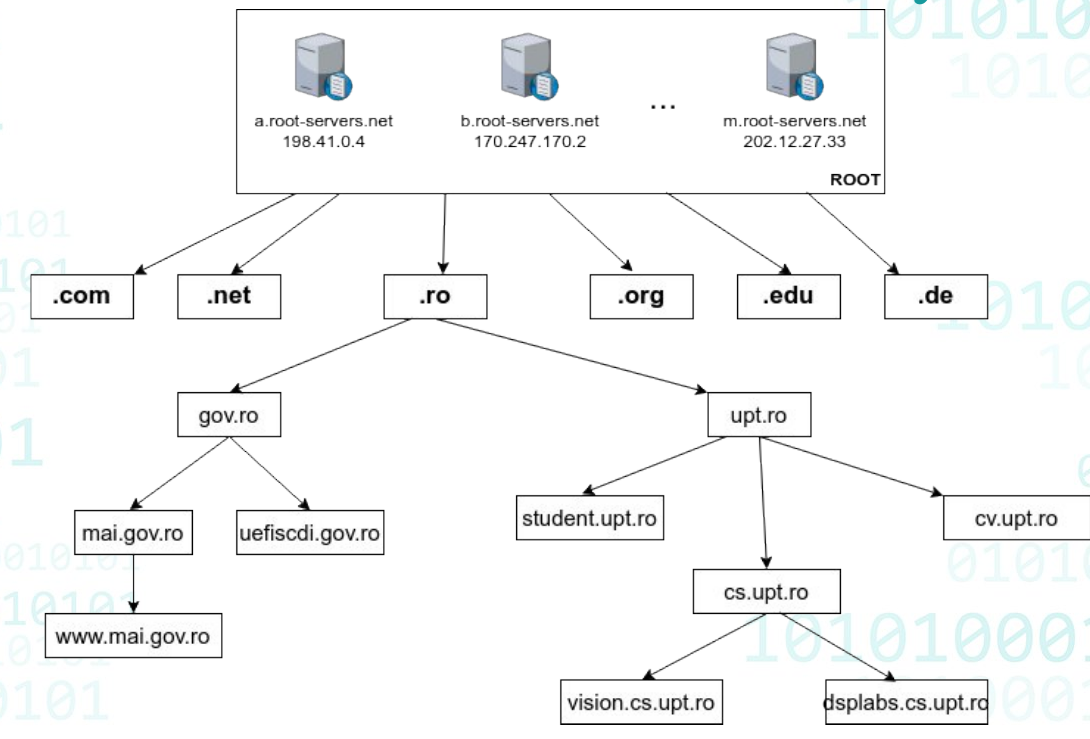 a.root-servers.net
198.41.0.4
b.root-servers.net
170.247.170.2
...
m.root-servers.net
202.12.27.33
ROOT
.com
.net
.ro
.org
.edu
.de
gov.ro
upt.ro
mai.gov.ro
uefiscdi.gov.ro
student.upt.ro
cv.upt.ro
cs.upt.ro
www.mai.gov.ro
vision.cs.upt.ro
dsplabs.cs.upt.ro